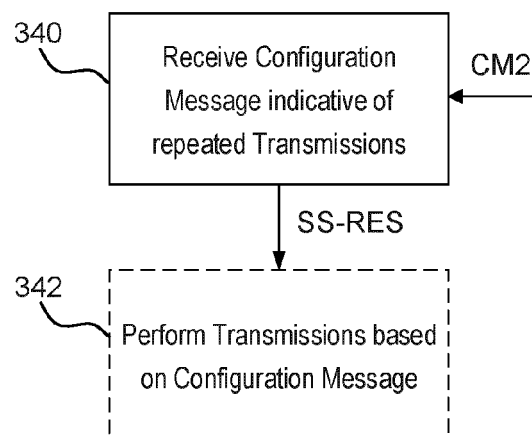 340
Receive Configuration
Message indicative of
repeated Transmissions
CM2
SS-RES
342
Perform Transmissions based
on Configuration Message